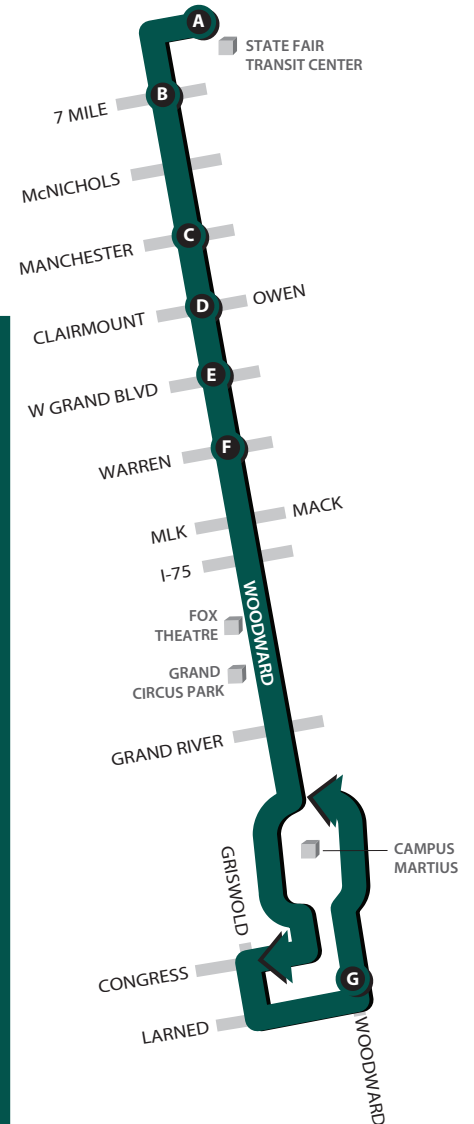 A
STATE FAIR
TRANSIT CENTER
B
7 MILE
McNICHOLS
C
MANCHESTER
D
OWEN
CLAIRMOUNT
E
W GRAND BLVD
F
WARREN
MACK
MLK
I-75
WOODWARD
FOX
THEATRE
GRAND
CIRCUS PARK
GRAND RIVER
CAMPUS
MARTIUS
GRISWOLD
CONGRESS
G
LARNED
WOODWARD